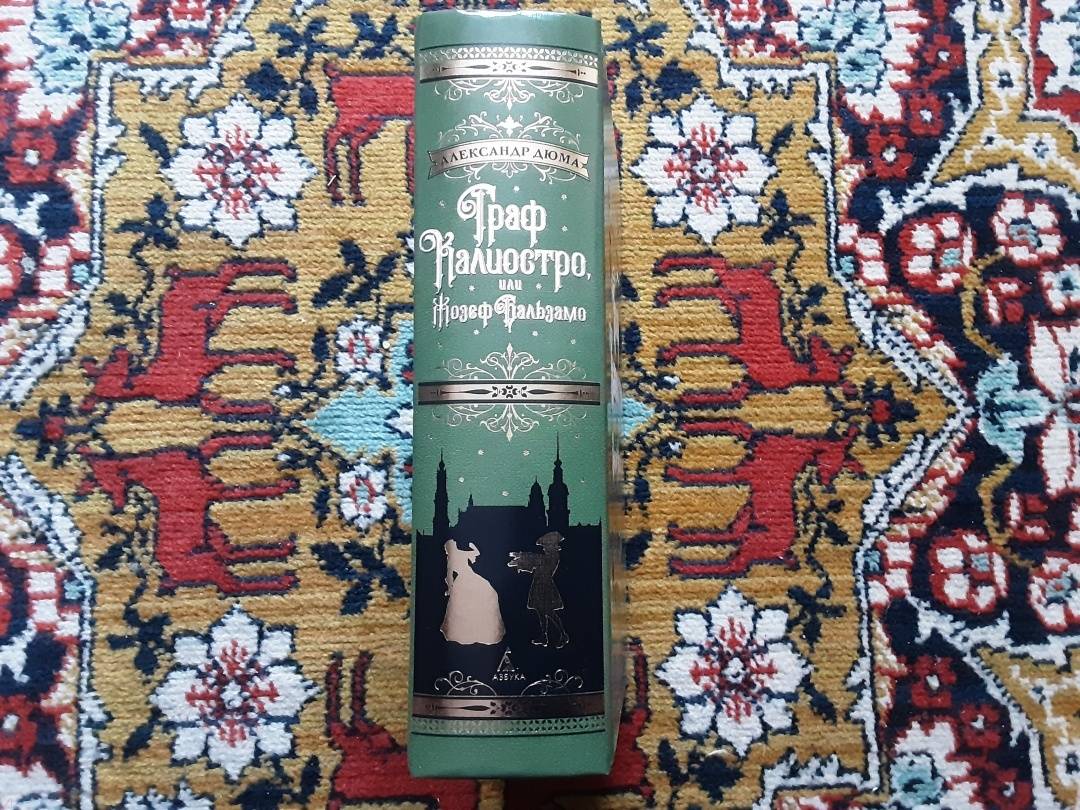 АЛЕКСАНДР ДЮМА
Граф
Калиостро,
или
Жозеф Бальзамо
АЗБУКА